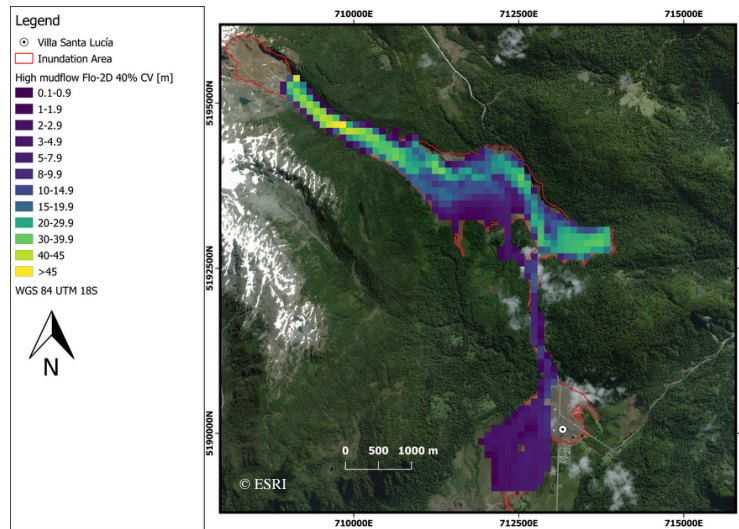 Legend
Villa Santa Lucía
Inundation Area
High mudflow Flo-2D 40% CV [m]
0.1-0.9
1-1.9
2-2.9
3-4.9
5-7.9
8-9.9
10-14.9
15-19.9
20-29.9
30-39.9
40-45
>45
WGS 84 UTM 18S
N
710000E 712500E 715000E
5195000N
5192500N
5190000N
5195000N
5192500N
5190000N
0 500 1000 m
© ESRI
710000E 712500E 715000E